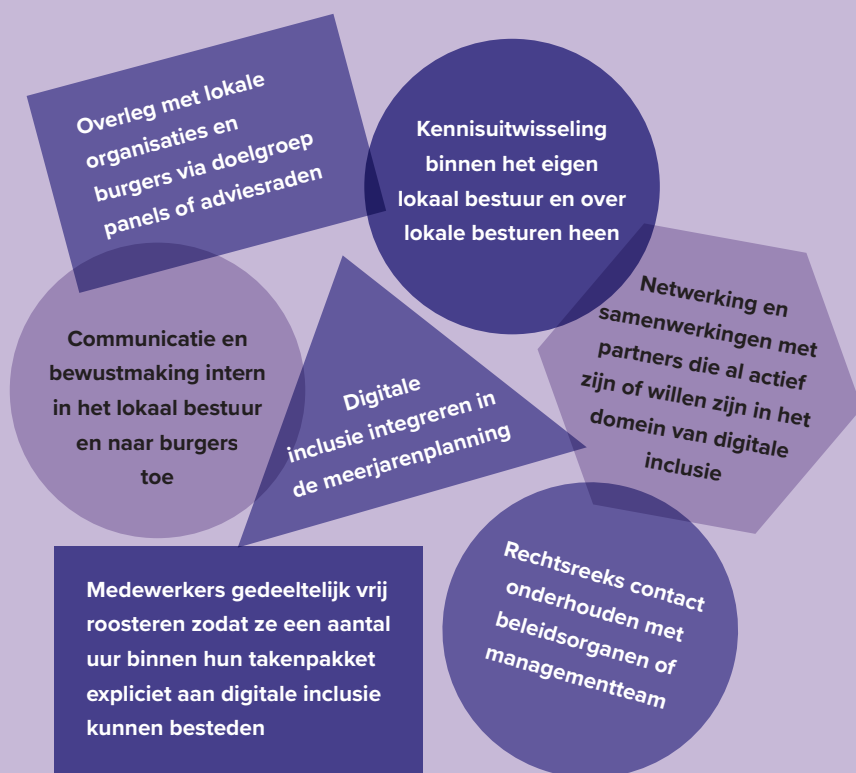 Overleg met lokale
organisaties en
burgers via doelgroep
panels of adviesraden
Kennisuitwisseling
binnen het eigen
lokaal bestuur en over
lokale besturen heen
Netwerking en
samenwerkingen met
partners die al actief
zijn of willen zijn in het
domein van digitale
inclusie
Communicatie en
bewustmaking intern
in het lokaal bestuur
en naar burgers
toe
Digitale
inclusie integreren in
de meerjarenplanning
Medewerkers gedeeltelijk vrij
roosteren zodat ze een aantal
uur binnen hun takenpakket
expliciet aan digitale inclusie
kunnen besteden
Rechtsreeks contact
onderhouden met
beleidsorganen of
managementteam